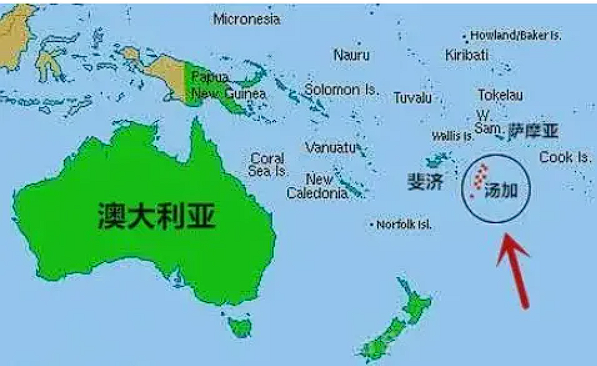 Micronesia
Howland/Baker Is.
Nauru
Kiribati
Papua
New Guinea
Solomon Is.
Tuvalu
Tokelau
W.
Sam.
萨摩亚
Wallis Is.
Vanuatu
Coral
Sea Is.
Cook Is.
New
Caledonia
斐济
汤加
澳大利亚
Norfolk Isl.